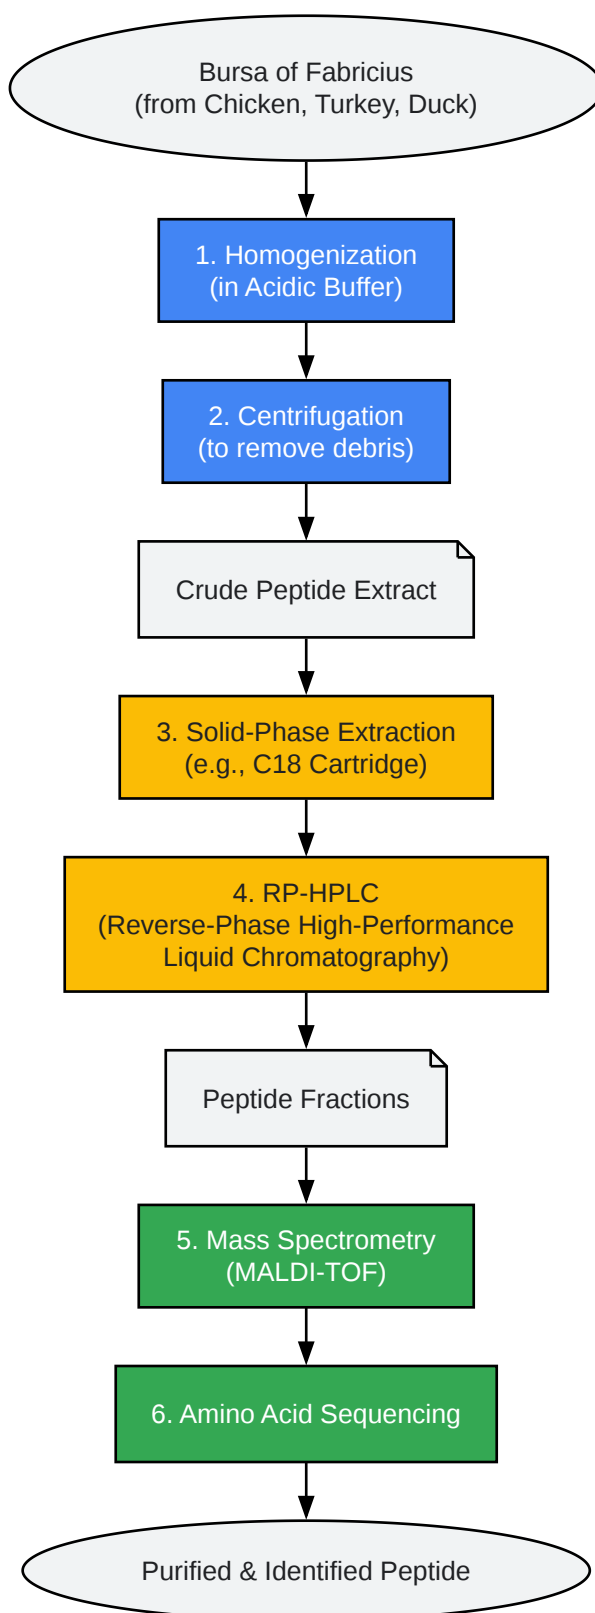 Bursa of Fabricius
(from Chicken, Turkey, Duck)
1. Homogenization
(in Acidic Buffer)
2. Centrifugation
(to remove debris)
Crude Peptide Extract
3. Solid-Phase Extraction
(e.g., C18 Cartridge)
4. RP-HPLC
(Reverse-Phase High-Performance
Liquid Chromatography)
Peptide Fractions
5. Mass Spectrometry
(MALDI-TOF)
6. Amino Acid Sequencing
Purified & Identified Peptide